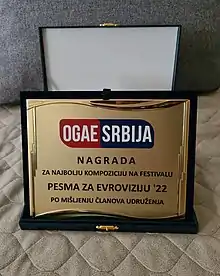 OGAE SRBIJA
NAGRADA
ZA NAJBOLJU KOMPOZICIJU NA FESTIVALU
PESMA ZA EVROVIZIJU '22
PO MIŠLJENJU ČLANOVA UDRUŽENJA